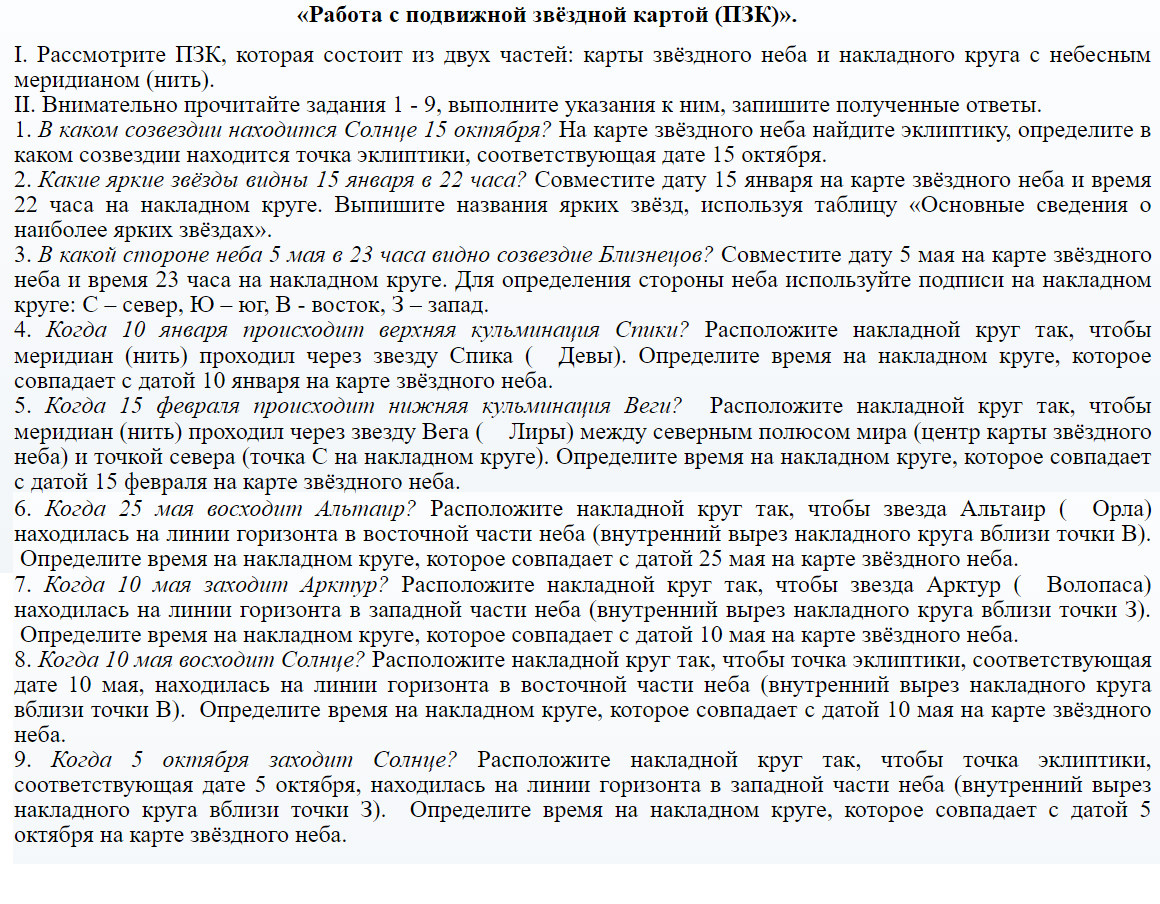 «Работа с подвижной звёздной картой (ПЗК)».
I. Рассмотрите ПЗК, которая состоит из двух частей: карты звёздного неба и накладного круга с небесным
меридианом (нить).
II. Внимательно прочитайте задания 1 - 9, выполните указания к ним, запишите полученные ответы.
1. В каком созвездии находится Солнце 15 октября? На карте звёздного неба найдите эклиптику, определите в
каком созвездии находится точка эклиптики, соответствующая дате 15 октября.
2. Какие яркие звёзды видны 15 января в 22 часа? Совместите дату 15 января на карте звёздного неба и время
22 часа на накладном круге. Выпишите названия ярких звёзд, используя таблицу «Основные сведения о
наиболее ярких звёздах».
3. В какой стороне неба 5 мая в 23 часа видно созвездие Близнецов? Совместите дату 5 мая на карте звёздного
неба и время 23 часа на накладном круге. Для определения стороны неба используйте подписи на накладном
круге: С – север, Ю – юг, В - восток, З – запад.
4. Когда 10 января происходит верхняя кульминация Спики? Расположите накладной круг так, чтобы
меридиан (нить) проходил через звезду Спика ( Девы). Определите время на накладном круге, которое
совпадает с датой 10 января на карте звёздного неба.
5. Когда 15 февраля происходит нижняя кульминация Веги? Расположите накладной круг так, чтобы
меридиан (нить) проходил через звезду Вега ( Лиры) между северным полюсом мира (центр карты звёздного
неба) и точкой севера (точка С на накладном круге). Определите время на накладном круге, которое совпадает
с датой 15 февраля на карте звёздного неба.
6. Когда 25 мая восходит Альтаир? Расположите накладной круг так, чтобы звезда Альтаир ( Орла)
находилась на линии горизонта в восточной части неба (внутренний вырез накладного круга вблизи точки В).
Определите время на накладном круге, которое совпадает с датой 25 мая на карте звёздного неба.
7. Когда 10 мая заходит Арктур? Расположите накладной круг так, чтобы звезда Арктур ( Волопаса)
находилась на линии горизонта в западной части неба (внутренний вырез накладного круга вблизи точки З).
Определите время на накладном круге, которое совпадает с датой 10 мая на карте звёздного неба.
8. Когда 10 мая восходит Солнце? Расположите накладной круг так, чтобы точка эклиптики, соответствующая
дате 10 мая, находилась на линии горизонта в восточной части неба (внутренний вырез накладного круга
вблизи точки В). Определите время на накладном круге, которое совпадает с датой 10 мая на карте звёздного
неба.
9. Когда 5 октября заходит Солнце? Расположите накладной круг так, чтобы точка эклиптики,
соответствующая дате 5 октября, находилась на линии горизонта в западной части неба (внутренний вырез
накладного круга вблизи точки З). Определите время на накладном круге, которое совпадает с датой 5
октября на карте звёздного неба.